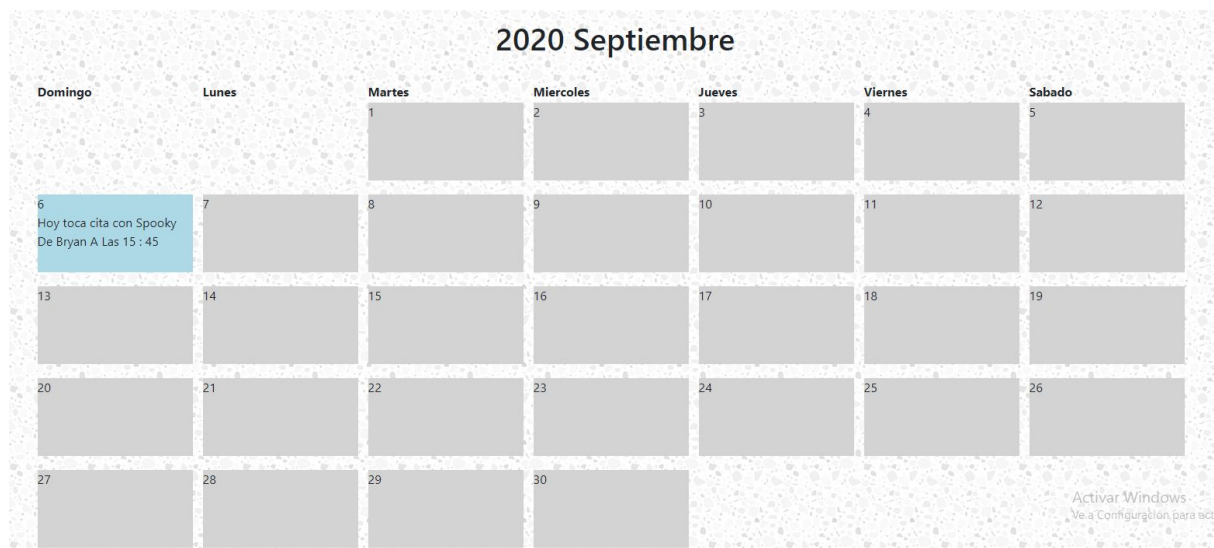 2020 Septiembre
Domingo Lunes Martes Miercoles Jueves Viernes Sabado
1 2 3 4 5
6 7 8 9 10 11 12
Hoy toca cita con Spooky
De Bryan A Las 15 : 45
13 14 15 16 17 18 19
20 21 22 23 24 25 26
27 28 29 30
Activar Windows
Ve a Configuración para act